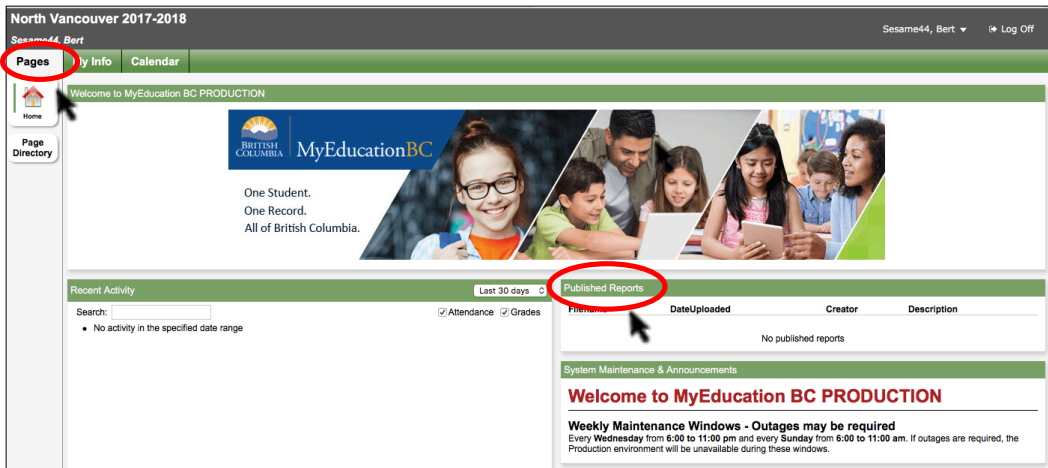 North Vancouver 2017-2018
Sesame44, Bert
Sesame44, Bert ▼ Log Off
Pages
My Info
Calendar
Home
Page
Directory
Welcome to MyEducation BC PRODUCTION
BRITISH
COLUMBIA
MyEducationBC
One Student.
One Record.
All of British Columbia.
Recent Activity
Last 30 days
Search:
Attendance Grades
• No activity in the specified date range
Published Reports
Filename DateUploaded Creator Description
No published reports
System Maintenance & Announcements
Welcome to MyEducation BC PRODUCTION
Weekly Maintenance Windows - Outages may be required
Every Wednesday from 6:00 to 11:00 pm and every Sunday from 6:00 to 11:00 am. If outages are required, the
Production environment will be unavailable during these windows.